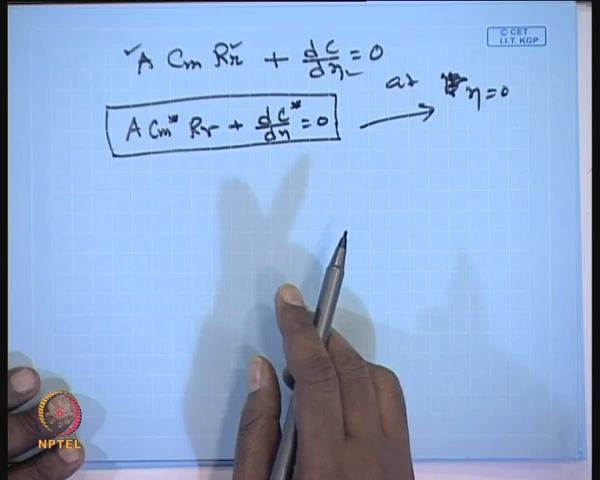 A Cm Rr + dc/dη = 0
© CET
I.I.T. KGP
at η=0
A Cm* Rr + dc*/dη = 0
NPTEL